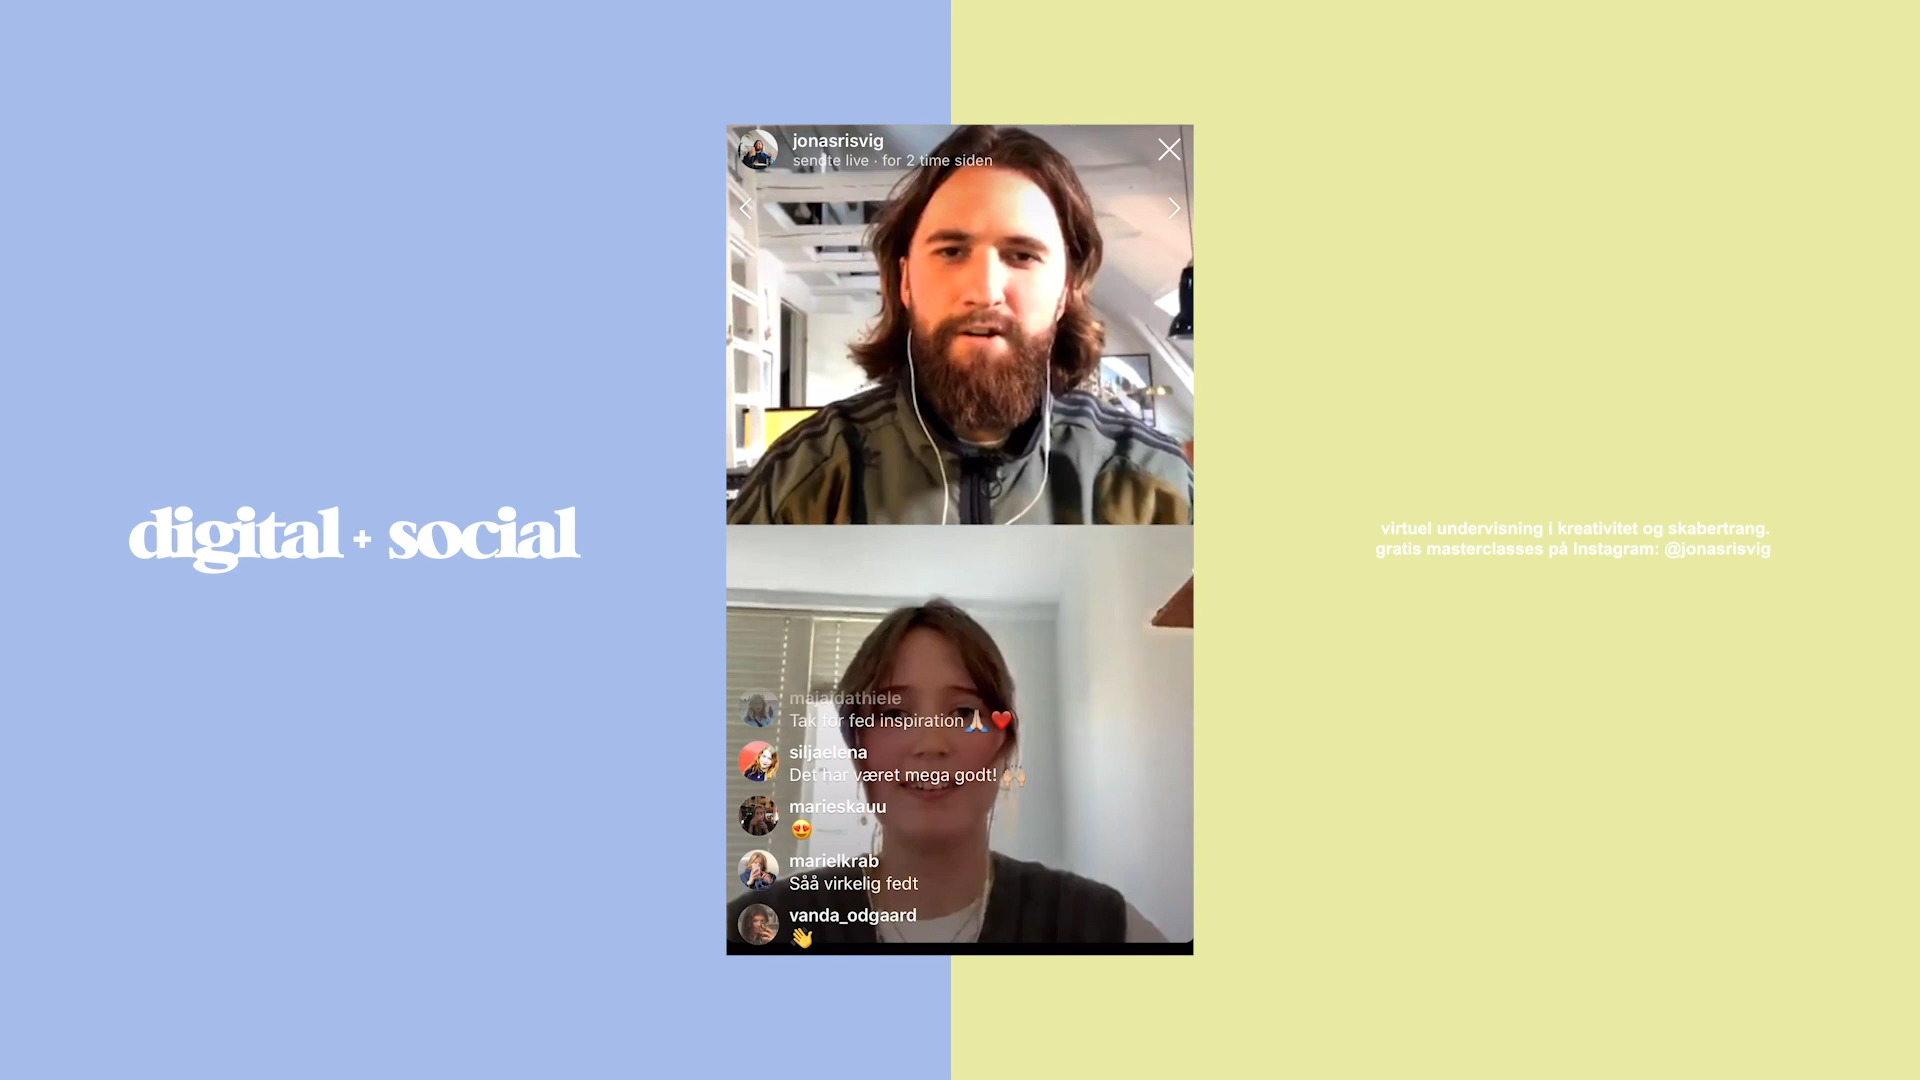 digital + social
jonasrisvig
sendte live · for 2 time siden
majaidathiele
Tak for fed inspiration🙏🏻❤️
siljaelena
Det har været mega godt! 🙌🏻
marieskauu
😍
marielkrab
Såå virkelig fedt
vanda_odgaard
👋
virtuel undervisning i kreativitet og skabertrang.
gratis masterclasses på Instagram: @jonasrisvig